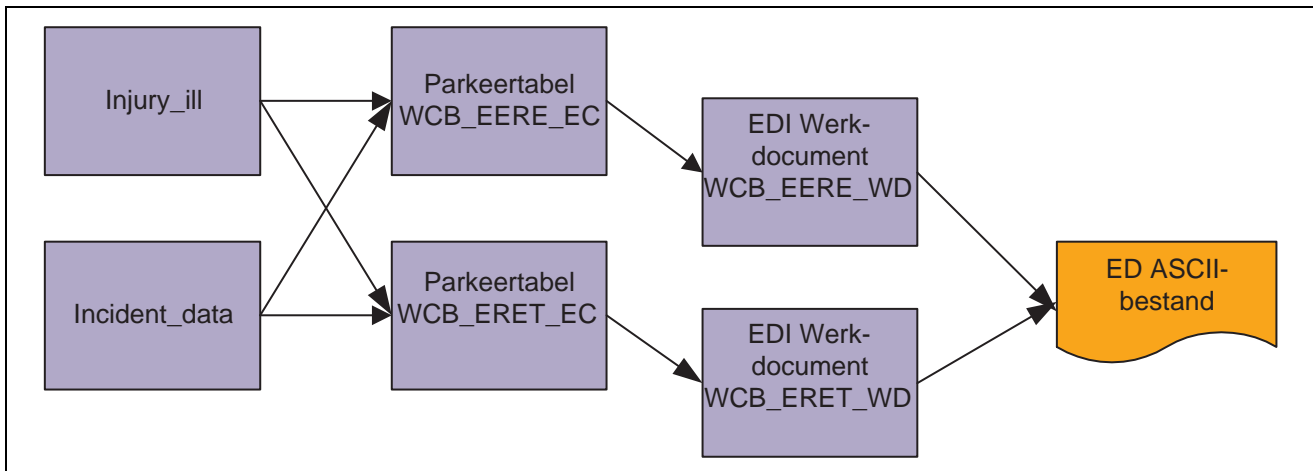 Injury_ill
Parkeertabel
WCB_EERE_EC
EDI Werk-
document
WCB_EERE_WD
Incident_data
Parkeertabel
WCB_ERET_EC
EDI Werk-
document
WCB_ERET_WD
ED ASCII-
bestand